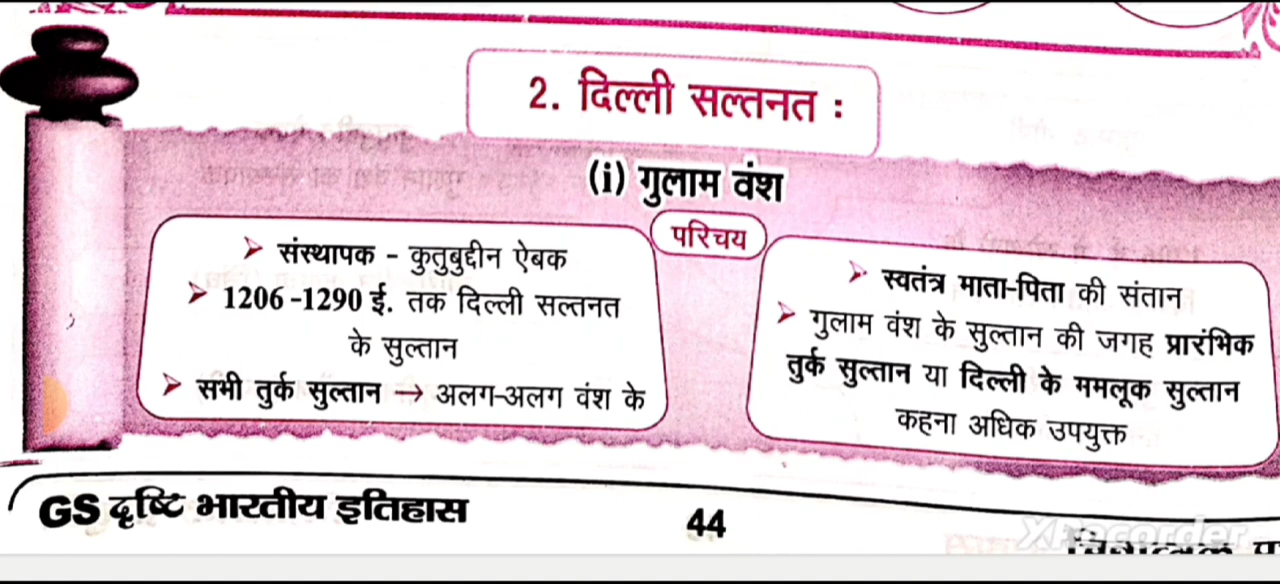 2. दिल्ली सल्तनत :
(i) गुलाम वंश
परिचय
➢ संस्थापक - कुतुबुद्दीन ऐबक
➢ 1206 -1290 ई. तक दिल्ली सल्तनत
के सुल्तान
➢ सभी तुर्क सुल्तान → अलग-अलग वंश के
➢ स्वतंत्र माता-पिता की संतान
➢ गुलाम वंश के सुल्तान की जगह प्रारंभिक
तुर्क सुल्तान या दिल्ली के ममलूक सुल्तान
कहना अधिक उपयुक्त
GS दृष्टि भारतीय इतिहास
44
XRecorder